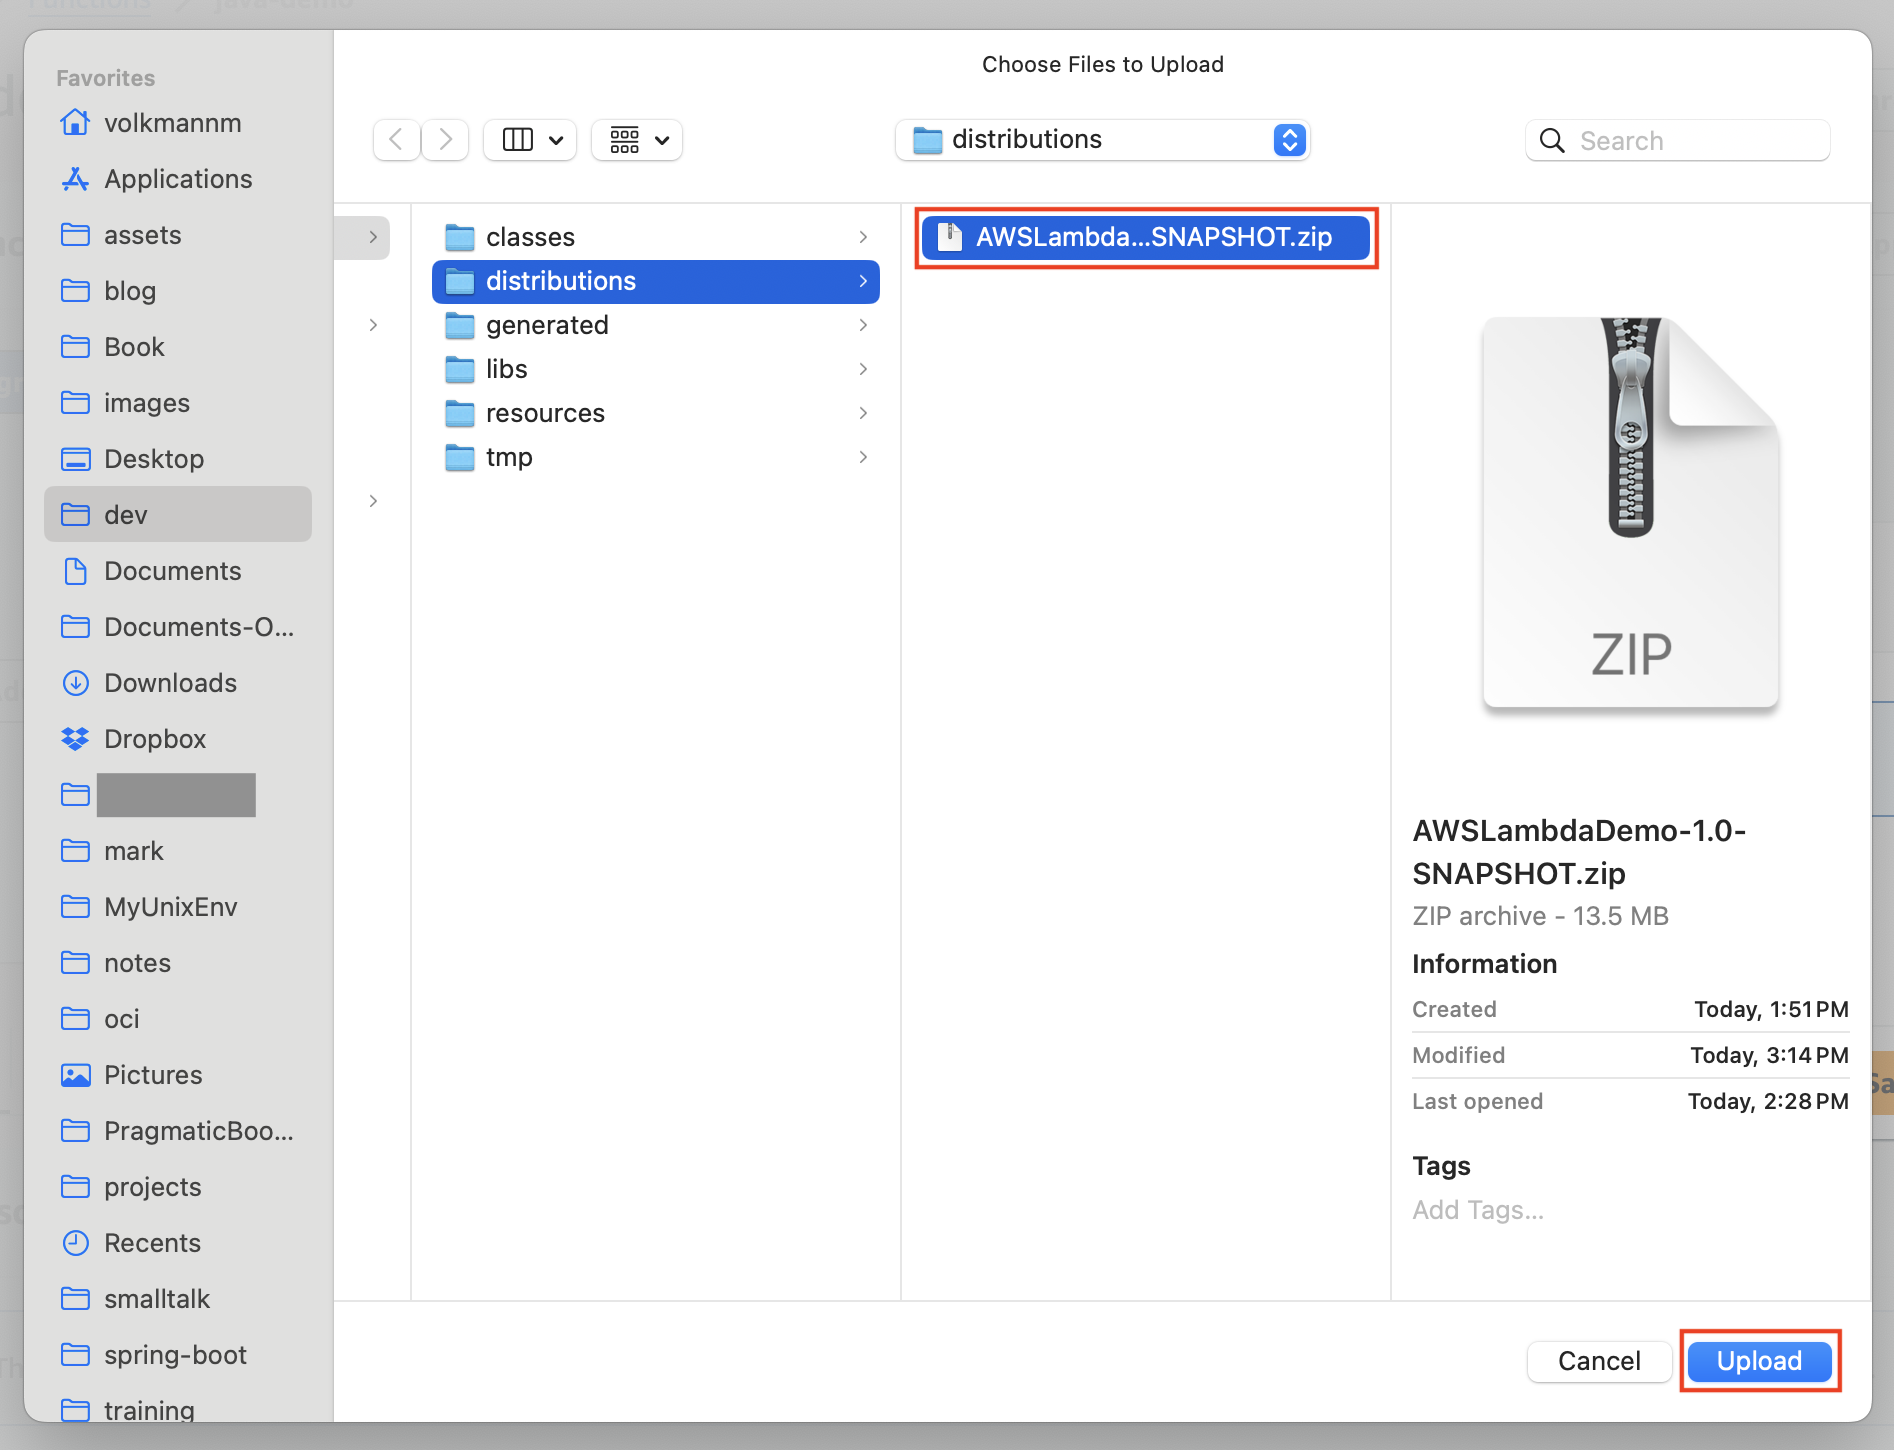 Functions
java-demo
Choose Files to Upload
Favorites
volkmannm
Applications
assets
blog
Book
images
Desktop
dev
Documents
Documents-O...
Downloads
Dropbox
mark
MyUnixEnv
notes
oci
Pictures
PragmaticBoo...
projects
Recents
smalltalk
spring-boot
training
distributions
Search
classes
distributions
generated
libs
resources
tmp
AWSLambda...SNAPSHOT.zip
ZIP
AWSLambdaDemo-1.0-
SNAPSHOT.zip
ZIP archive - 13.5 MB
Information
Created Today, 1:51 PM
Modified Today, 3:14 PM
Last opened Today, 2:28 PM
Tags
Add Tags...
Cancel
Upload